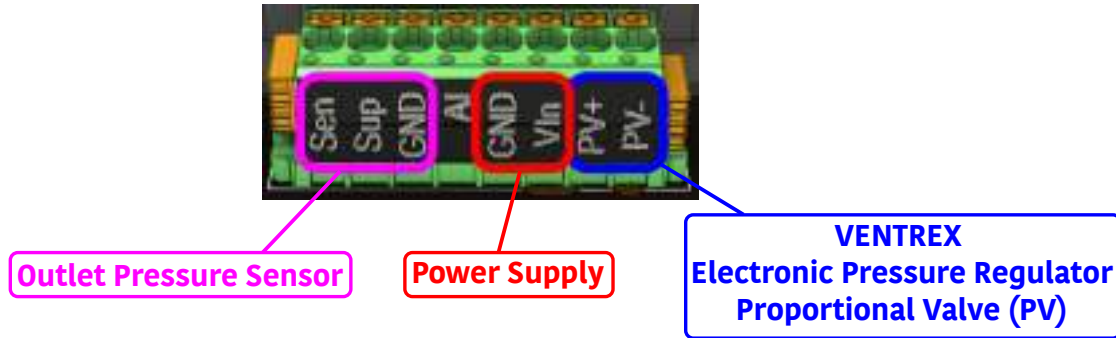 Sen
Sup
GND
AI
GND
VIn
PV+
PV-
Outlet Pressure Sensor
Power Supply
VENTREX
Electronic Pressure Regulator
Proportional Valve (PV)